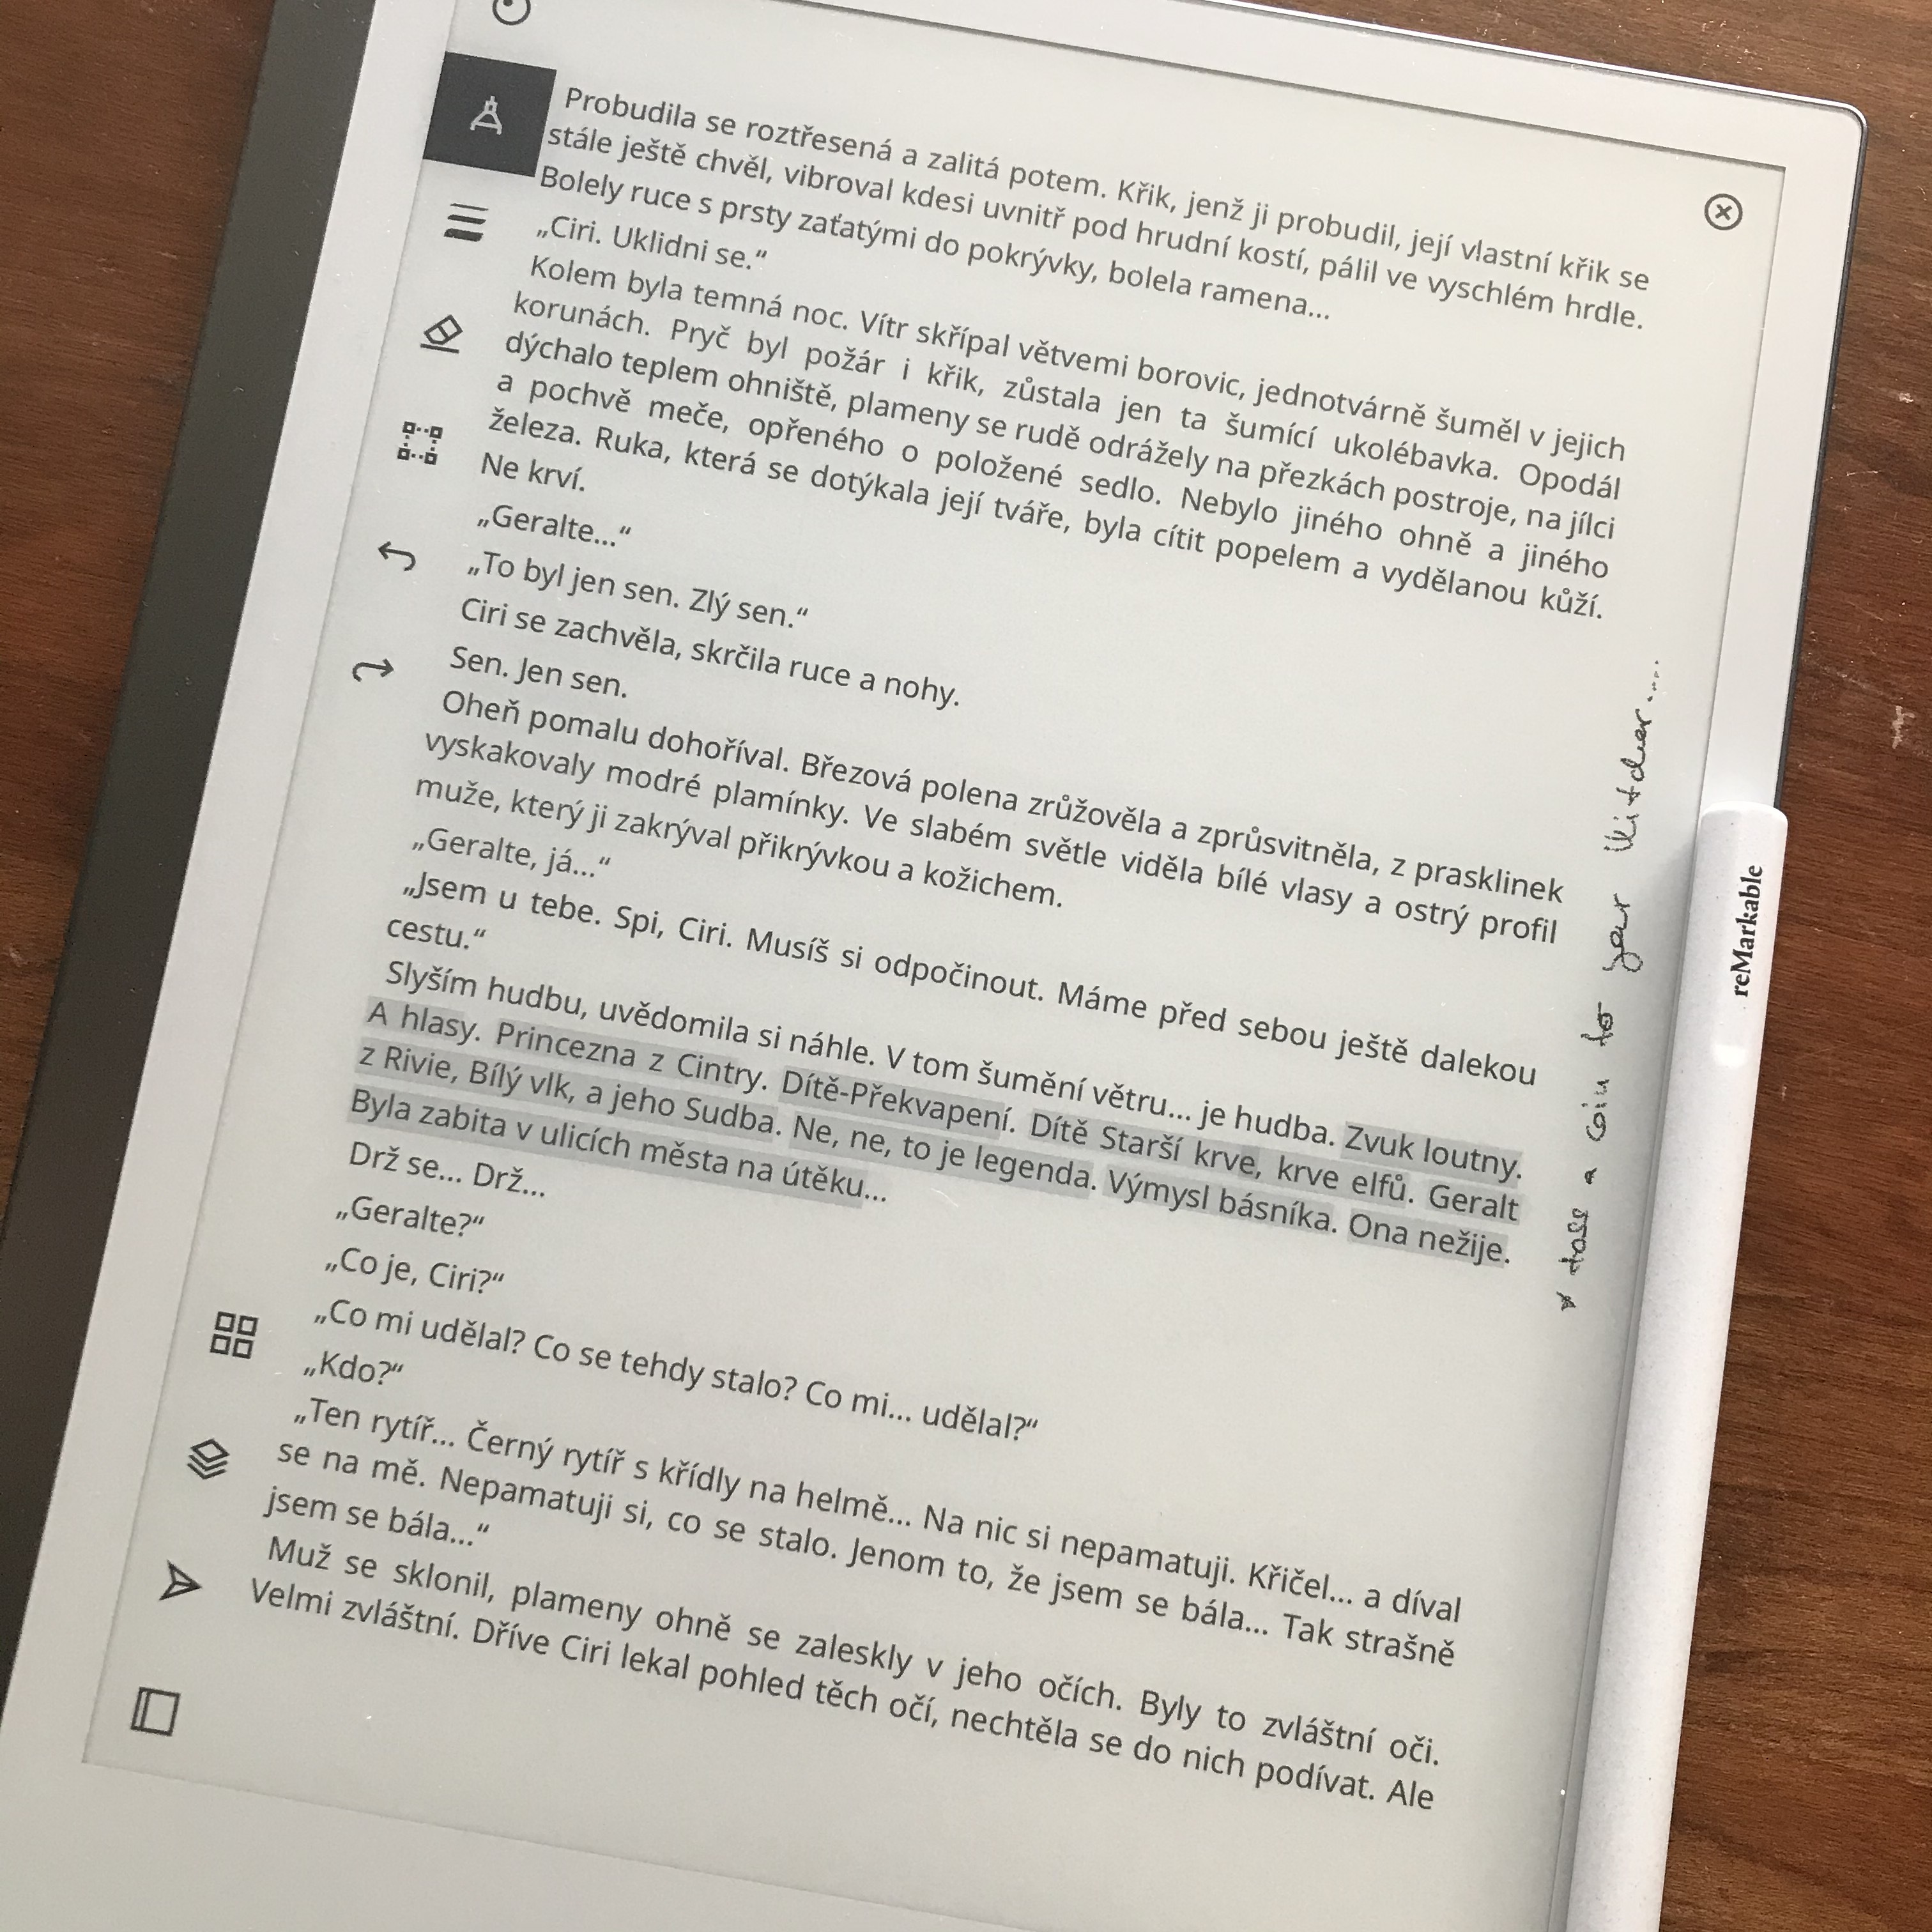 Probudila se roztřesená a zalitá potem. Křik, jenž ji probudil, její vlastní křik se
stále ještě chvěl, vibroval kdesi uvnitř pod hrudní kostí, pálil ve vyschlém hrdle.
Bolely ruce s prsty zaťatými do pokrývky, bolela ramena...
„Ciri. Uklidni se.“
Kolem byla temná noc. Vítr skřípal větvemi borovic, jednotvárně šuměl v jejich
korunách. Pryč byl požár i křik, zůstala jen ta šumící ukolébavka. Opodál
dýchalo teplem ohniště, plameny se rudě odrážely na přezkách postroje, na jílci
a pochvě meče, opřeného o položené sedlo. Nebylo jiného ohně a jiného
železa. Ruka, která se dotýkala její tváře, byla cítit popelem a vydělanou kůží.
Ne krví.
„Geralte...“
„To byl jen sen. Zlý sen.“
Ciri se zachvěla, skrčila ruce a nohy.
Sen. Jen sen.
Oheň pomalu dohoříval. Březová polena zrůžověla a zprůsvitněla, z prasklinek
vyskakovaly modré plamínky. Ve slabém světle viděla bílé vlasy a ostrý profil
muže, který ji zakrýval přikrývkou a kožichem.
„Geralte, já...“
„Jsem u tebe. Spi, Ciri. Musíš si odpočinout. Máme před sebou ještě dalekou
cestu.“
Slyším hudbu, uvědomila si náhle. V tom šumění větru... je hudba. Zvuk loutny.
A hlasy. Princezna z Cintry. Dítě-Překvapení. Dítě Starší krve, krve elfů. Geralt
z Rivie, Bílý vlk, a jeho Sudba. Ne, ne, to je legenda. Výmysl básníka. Ona nežije.
Byla zabita v ulicích města na útěku...
Drž se... Drž...
„Geralte?“
„Co je, Ciri?“
„Co mi udělal? Co se tehdy stalo? Co mi... udělal?“
„Kdo?“
„Ten rytíř... Černý rytíř s křídly na helmě... Na nic si nepamatuji. Křičel... a díval
se na mě. Nepamatuji si, co se stalo. Jenom to, že jsem se bála... Tak strašně
jsem se bála...“
Muž se sklonil, plameny ohně se zaleskly v jeho očích. Byly to zvláštní oči.
Velmi zvláštní. Dříve Ciri lekal pohled těch očí, nechtěla se do nich podívat. Ale
* toss a coin to your Witcher.....
reMarkable